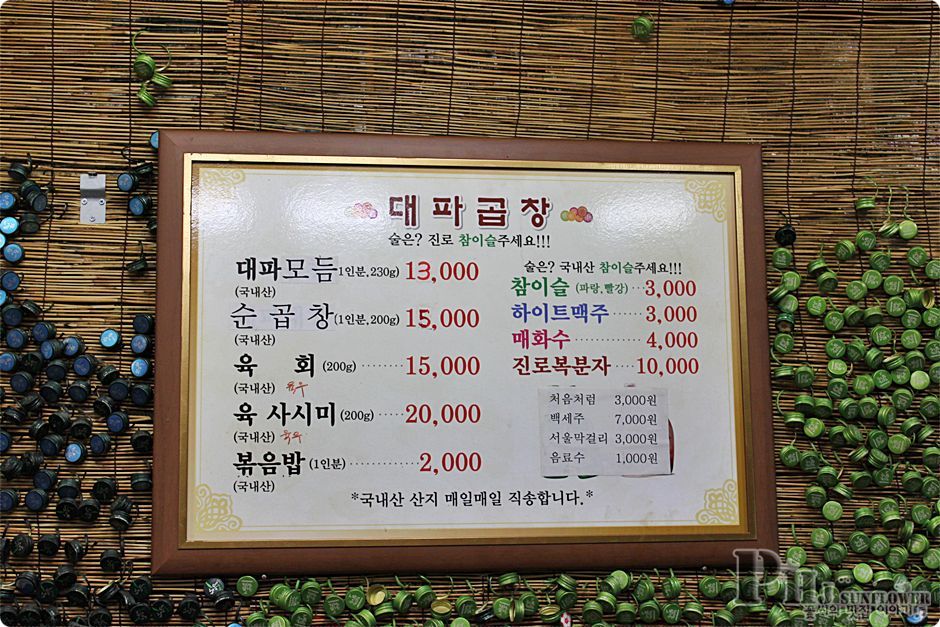 대파곱창
술은? 진로 참이슬주세요!!!
대파모듬(1인분,230g) 13,000
(국내산)
순곱창(1인분,200g) 15,000
(국내산)
육 회 (200g) 15,000
(국내산) 육우
육 사시미(200g) ····· 20,000
(국내산) 육우
볶음밥(1인분) ············ 2,000
(국내산)
술은? 국내산 참이슬주세요!!!
참이슬 (파랑,빨강) ··· 3,000
하이트맥주 ······ 3,000
매화수 ············ 4,000
진로복분자 ···· 10,000
처음처럼 3,000원
백세주 7,000원
서울막걸리 3,000원
음료수 1,000원
*국내산 산지 매일매일 직송합니다.*
SUNFLOWER